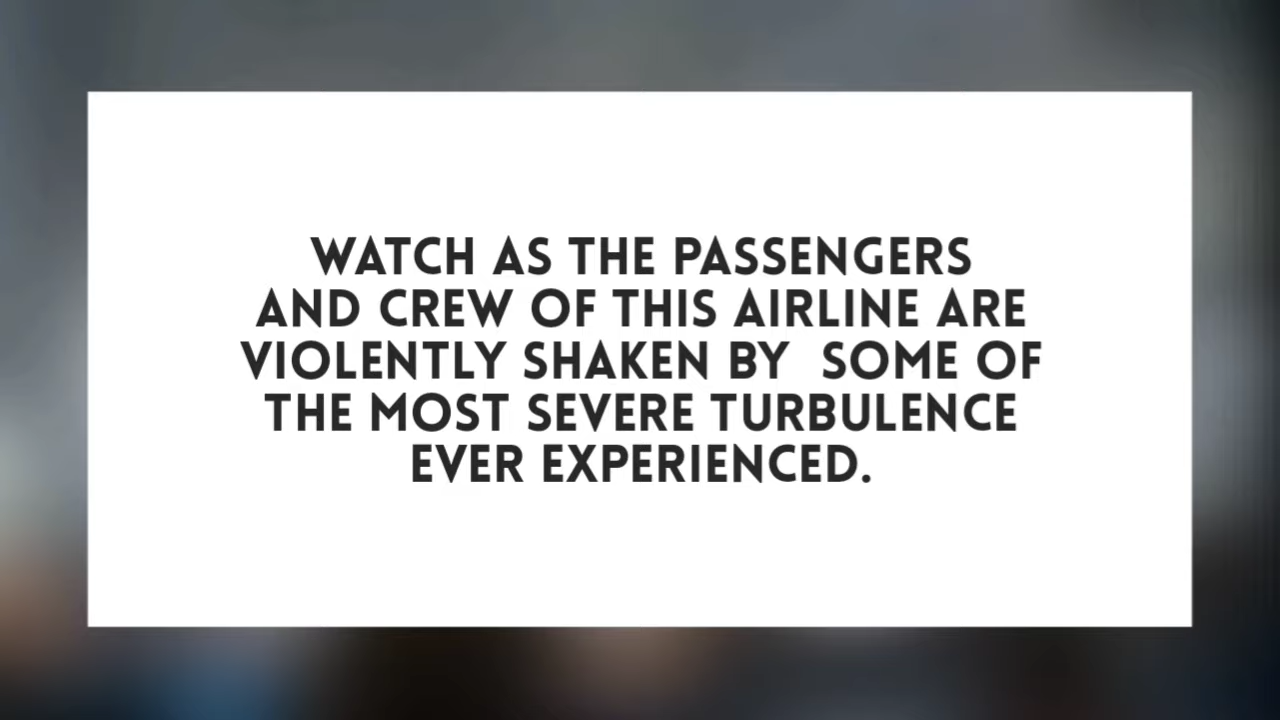 WATCH AS THE PASSENGERS
AND CREW OF THIS AIRLINE ARE
VIOLENTLY SHAKEN BY  SOME OF
THE MOST SEVERE TURBULENCE
EVER EXPERIENCED.